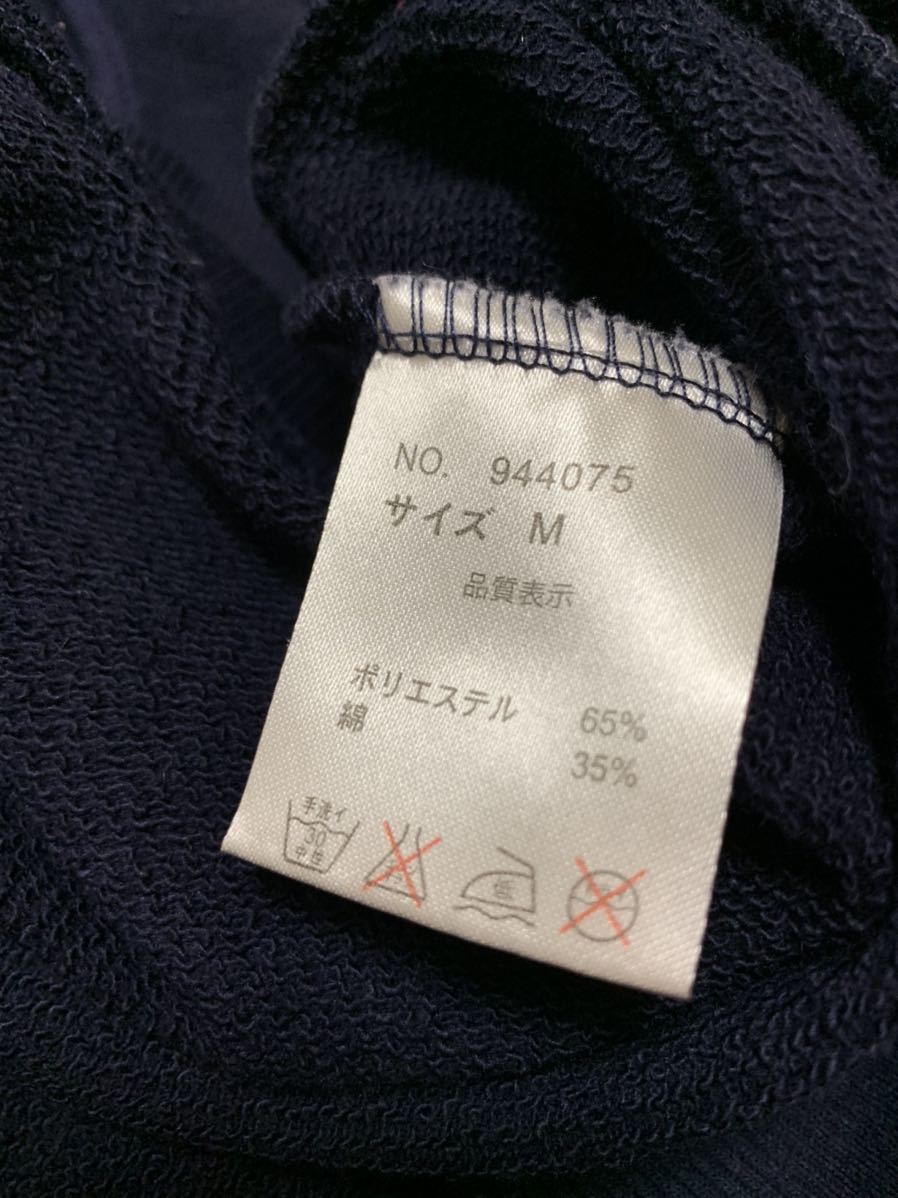 NO. 944075
サイズ M
品質表示
ポリエステル 65%
綿 35%
手洗イ
30
中性
低